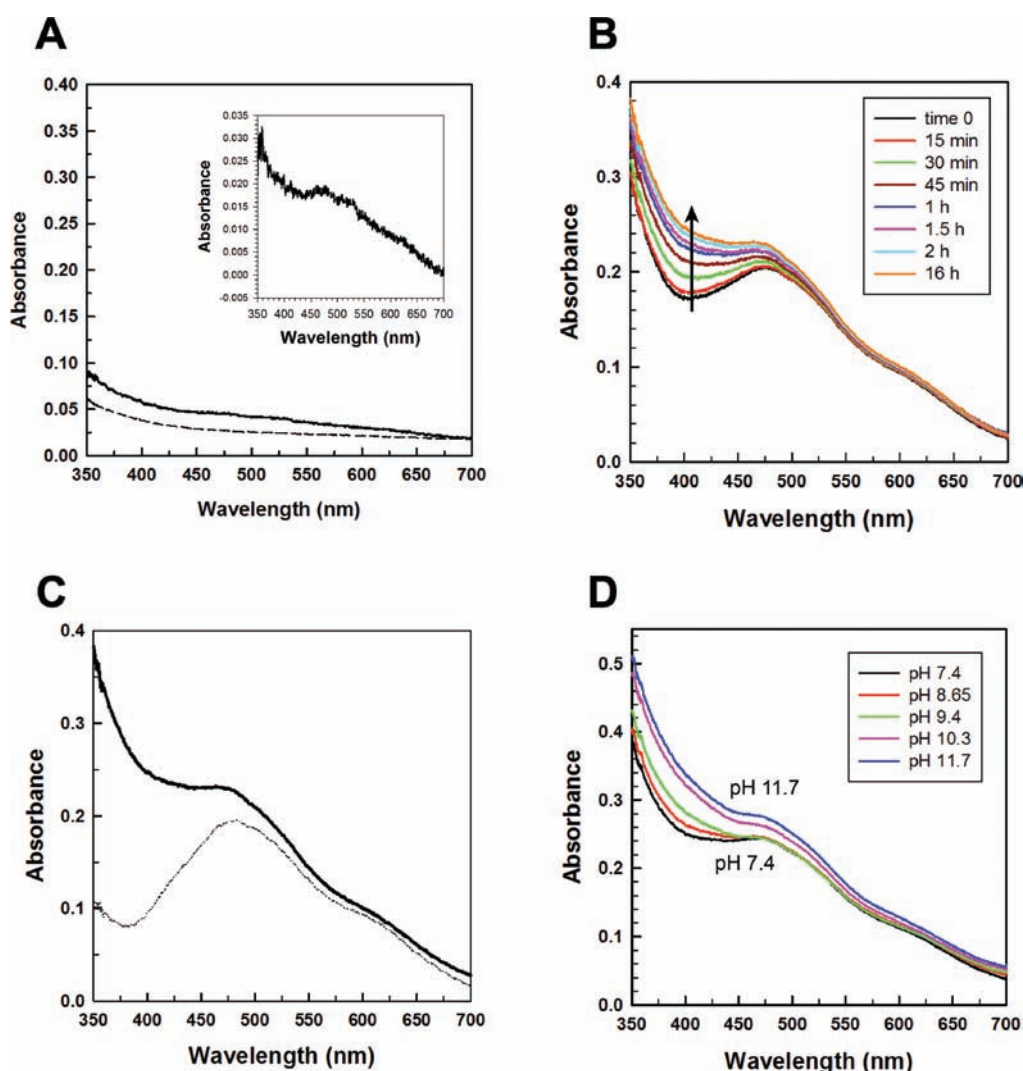 A
0.40
0.35
0.30
0.25
0.20
0.15
0.10
0.05
0.00
350 400 450 500 550 600 650 700
Absorbance
Wavelength (nm)
0.035
0.030
0.025
0.020
0.015
0.010
0.005
0.000
-0.005
350 400 450 500 550 600 650 700
Absorbance
Wavelength (nm)
B
0.4
0.3
0.2
0.1
0.0
350 400 450 500 550 600 650 700
Absorbance
Wavelength (nm)
time 0
15 min
30 min
45 min
1 h
1.5 h
2 h
16 h
C
0.4
0.3
0.2
0.1
0.0
350 400 450 500 550 600 650 700
Absorbance
Wavelength (nm)
D
0.5
0.4
0.3
0.2
0.1
0.0
350 400 450 500 550 600 650 700
Absorbance
Wavelength (nm)
pH 7.4
pH 8.65
pH 9.4
pH 10.3
pH 11.7
pH 11.7
pH 7.4